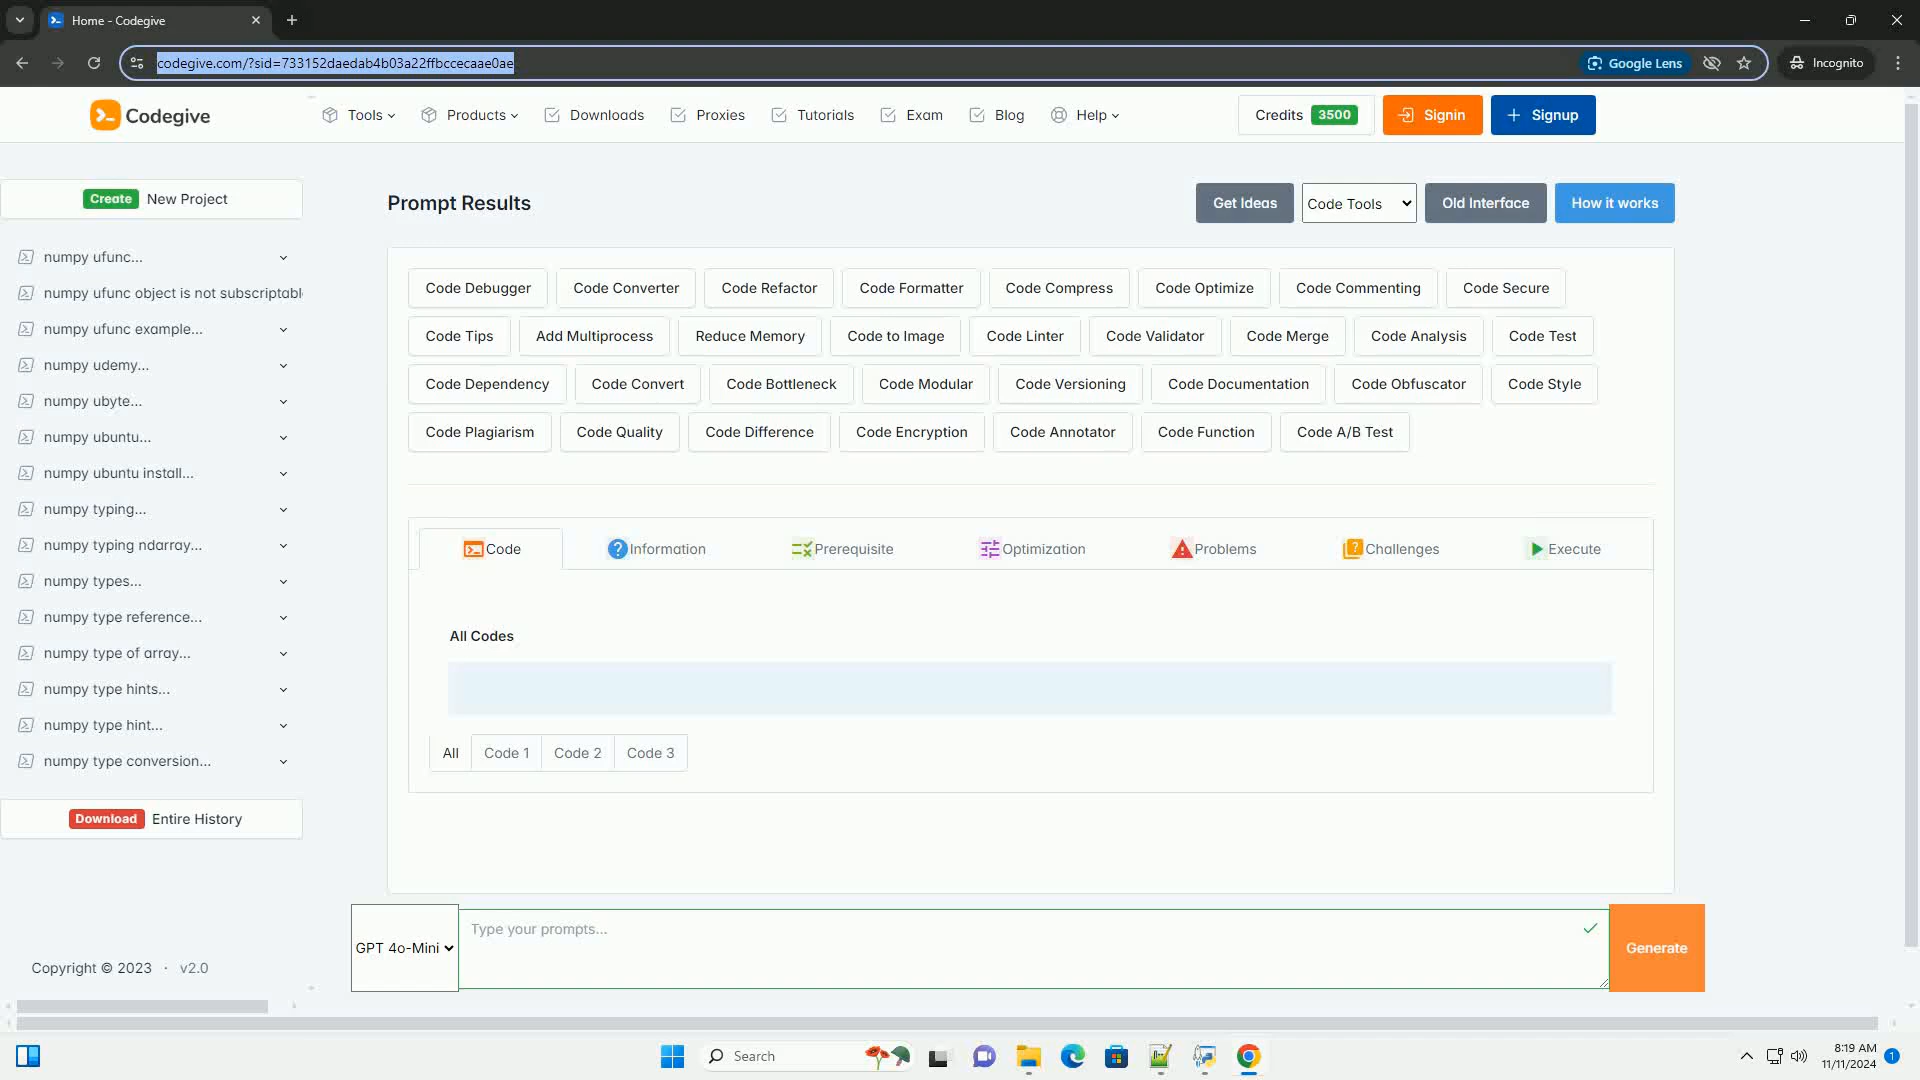 Home - Codegive
codegive.com/?sid=733152daedab4b03a22ffbccecaae0ae
Google Lens
Incognito
Codegive
Tools
Products
Downloads
Proxies
Tutorials
Exam
Blog
Help
Credits 3500
Signin
Signup
Create New Project
numpy ufunc...
numpy ufunc object is not subscriptabl
numpy ufunc example...
numpy udemy...
numpy ubyte...
numpy ubuntu...
numpy ubuntu install...
numpy typing...
numpy typing ndarray...
numpy types...
numpy type reference...
numpy type of array...
numpy type hints...
numpy type hint...
numpy type conversion...
Download Entire History
Copyright © 2023 · v2.0
Prompt Results
Get Ideas
Code Tools
Old Interface
How it works
Code Debugger
Code Converter
Code Refactor
Code Formatter
Code Compress
Code Optimize
Code Commenting
Code Secure
Code Tips
Add Multiprocess
Reduce Memory
Code to Image
Code Linter
Code Validator
Code Merge
Code Analysis
Code Test
Code Dependency
Code Convert
Code Bottleneck
Code Modular
Code Versioning
Code Documentation
Code Obfuscator
Code Style
Code Plagiarism
Code Quality
Code Difference
Code Encryption
Code Annotator
Code Function
Code A/B Test
Code
Information
Prerequisite
Optimization
Problems
Challenges
Execute
All Codes
All
Code 1
Code 2
Code 3
GPT 4o-Mini
Type your prompts...
Generate
Search
8:19 AM
11/11/2024
1